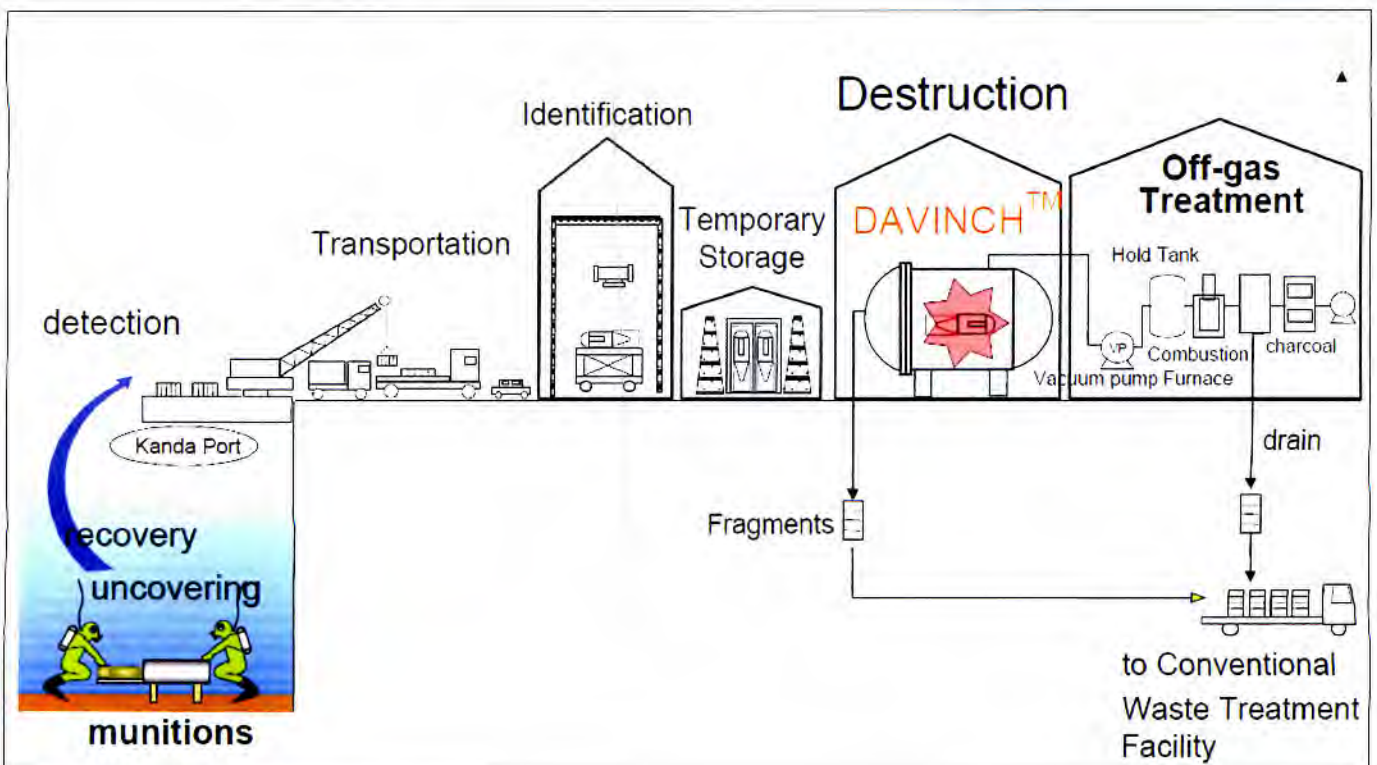 Destruction
Identification
Off-gas
Treatment
DAVINCH™
Temporary
Storage
Transportation
Hold Tank
detection
VP
Combustion
charcoal
Vacuum pump Furnace
Kanda Port
drain
Fragments
recovery
uncovering
to Conventional
Waste Treatment
Facility
munitions